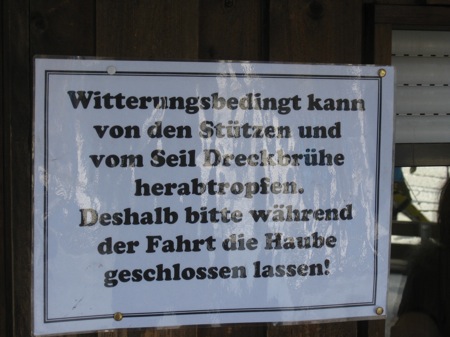 Witterungsbedingt kann
von den Stützen und
vom Seil Dreckbrühe
herabtropfen.
Deshalb bitte während
der Fahrt die Haube
geschlossen lassen!